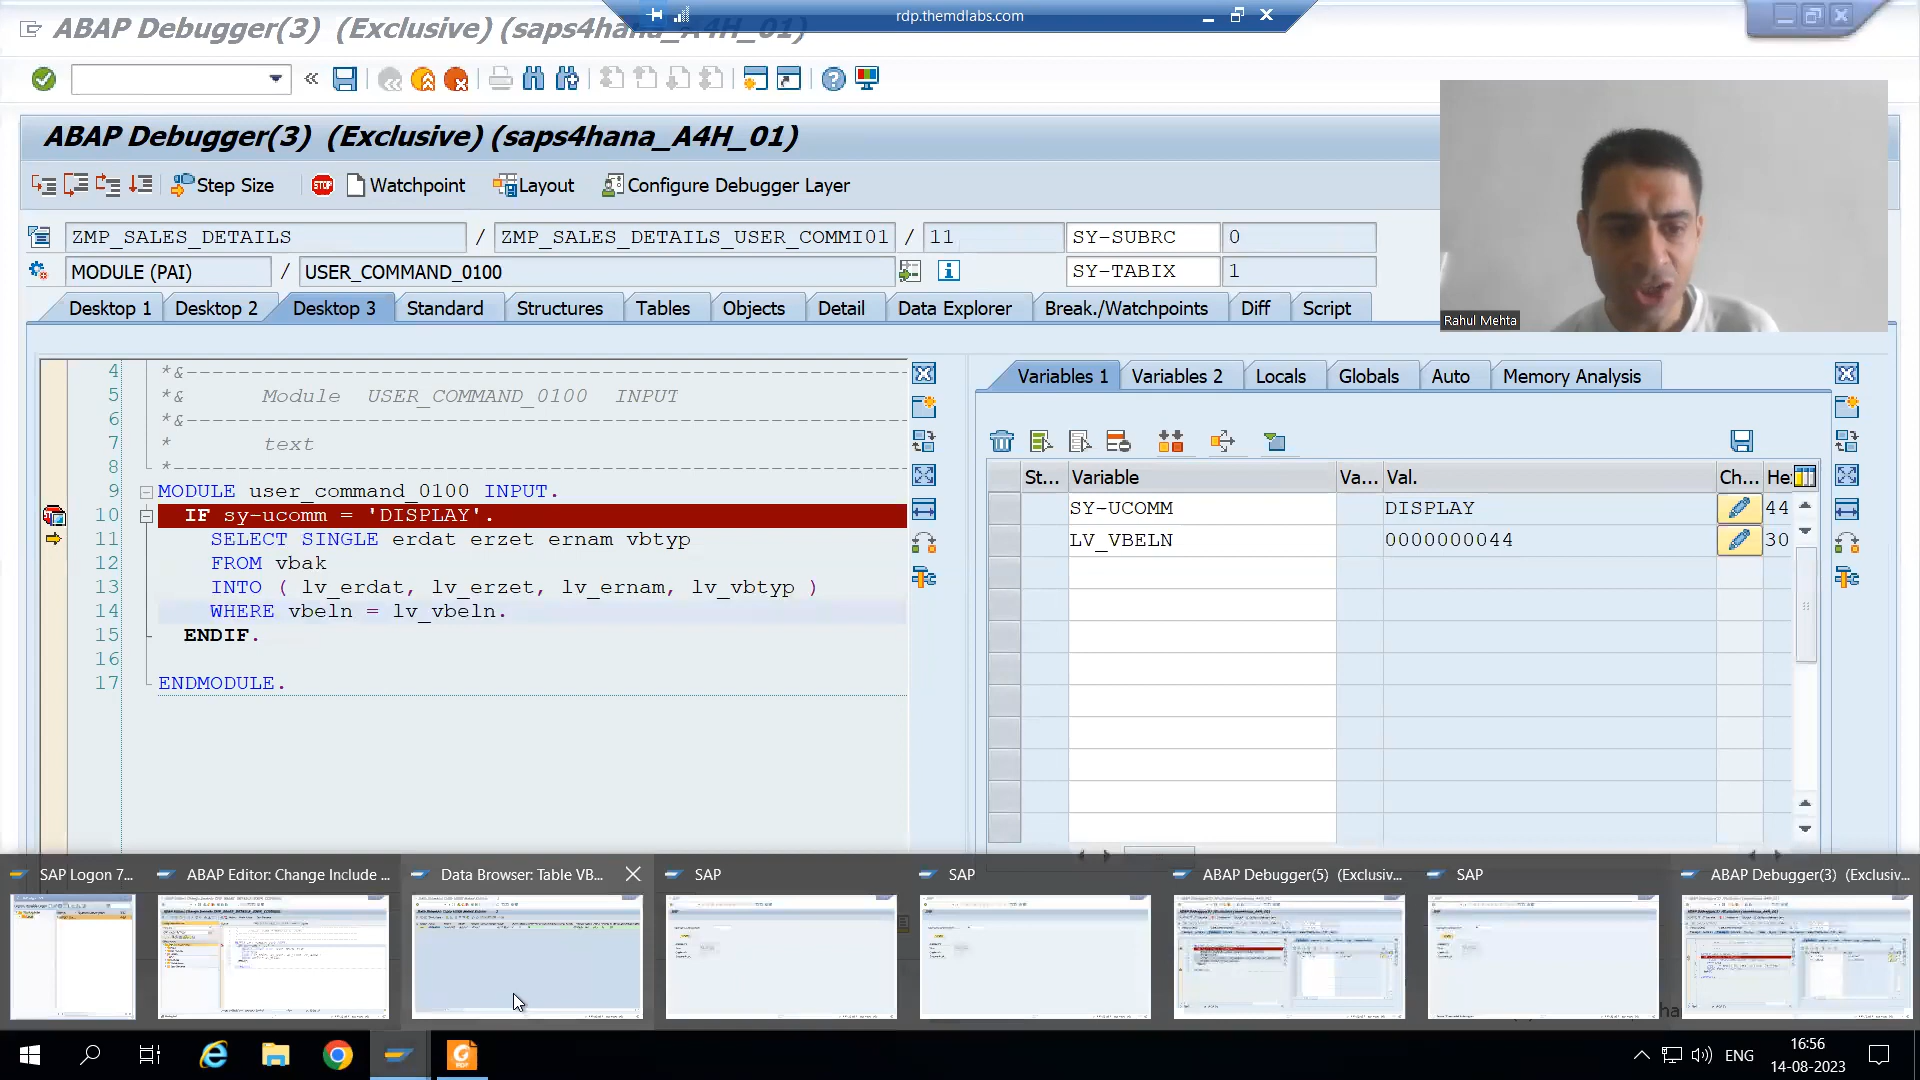 ABAP Debugger(3) (Exclusive) (saps4hana_A4H_01)
rdp.themdlabs.com
ABAP Debugger(3) (Exclusive) (saps4hana_A4H_01)
Step Size
STOP
Watchpoint
Layout
Configure Debugger Layer
ZMP_SALES_DETAILS / ZMP_SALES_DETAILS_USER_COMMI01 / 11 SY-SUBRC 0
MODULE (PAI) / USER_COMMAND_0100 SY-TABIX 1
Rahul Mehta
Desktop 1 Desktop 2 Desktop 3 Standard Structures Tables Objects Detail Data Explorer Break./Watchpoints Diff Script
Variables 1 Variables 2 Locals Globals Auto Memory Analysis
4 *&---------------------------------------------------------------------
5 *& Module USER_COMMAND_0100 INPUT
6 *&---------------------------------------------------------------------
7 * text
8 *----------------------------------------------------------------------
9 MODULE user_command_0100 INPUT.
10 IF sy-ucomm = 'DISPLAY'.
11 SELECT SINGLE erdat erzet ernam vbtyp
12 FROM vbak
13 INTO ( lv_erdat, lv_erzet, lv_ernam, lv_vbtyp )
14 WHERE vbeln = lv_vbeln.
15 ENDIF.
16
17 ENDMODULE.
St... Variable Va... Val. Ch... He
SY-UCOMM DISPLAY 44
LV_VBELN 0000000044 30
SAP Logon 7...
ABAP Editor: Change Include ...
Data Browser: Table VB...
SAP
SAP
ABAP Debugger(5) (Exclusiv...
SAP
ABAP Debugger(3) (Exclusiv...
ENG
16:56
14-08-2023